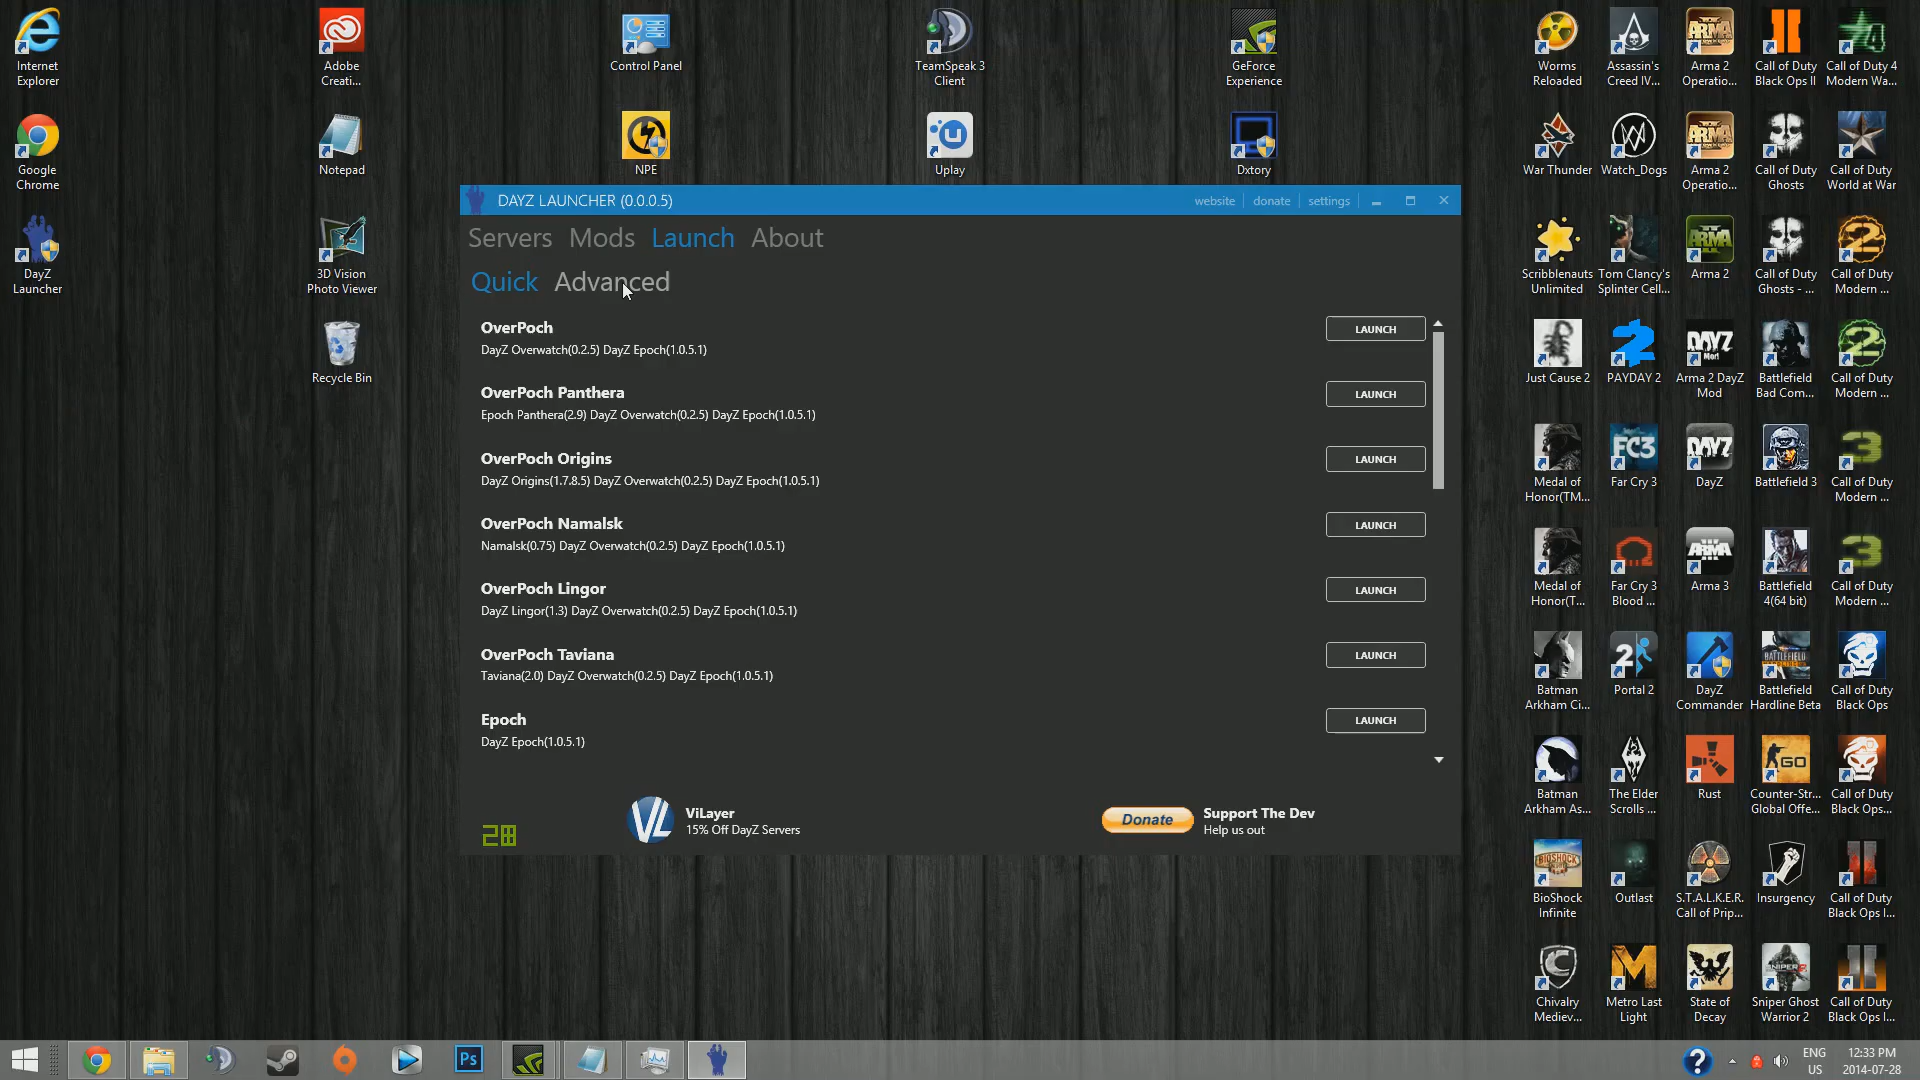 Internet
Explorer
Adobe
Creati...
Control Panel
TeamSpeak 3
Client
GeForce
Experience
Worms
Reloaded
Assassin's
Creed IV...
Arma 2
Operatio...
Call of Duty
Black Ops II
Call of Duty 4
Modern Wa...
Google
Chrome
Notepad
NPE
Uplay
Dxtory
War Thunder
Watch_Dogs
Arma 2
Operatio...
Call of Duty
Ghosts
Call of Duty
World at War
DayZ
Launcher
3D Vision
Photo Viewer
Scribblenauts
Unlimited
Tom Clancy's
Splinter Cell...
Arma 2
Call of Duty
Ghosts - ...
Call of Duty
Modern ...
Recycle Bin
Just Cause 2
PAYDAY 2
Arma 2 DayZ
Mod
Battlefield
Bad Com...
Call of Duty
Modern ...
Medal of
Honor(TM...
Far Cry 3
DayZ
Battlefield 3
Call of Duty
Modern ...
Medal of
Honor(T...
Far Cry 3
Blood ...
Arma 3
Battlefield
4(64 bit)
Call of Duty
Modern ...
Batman
Arkham Ci...
Portal 2
DayZ
Commander
Battlefield
Hardline Beta
Call of Duty
Black Ops
Batman
Arkham As...
The Elder
Scrolls ...
Rust
Counter-Str...
Global Offe...
Call of Duty
Black Ops...
BioShock
Infinite
Outlast
S.T.A.L.K.E.R.
Call of Prip...
Insurgency
Call of Duty
Black Ops I...
Chivalry
Mediev...
Metro Last
Light
State of
Decay
Sniper Ghost
Warrior 2
Call of Duty
Black Ops I...
DAYZ LAUNCHER (0.0.0.5)
website
donate
settings
Servers Mods Launch About
Quick Advanced
OverPoch
DayZ Overwatch(0.2.5) DayZ Epoch(1.0.5.1)
LAUNCH
OverPoch Panthera
Epoch Panthera(2.9) DayZ Overwatch(0.2.5) DayZ Epoch(1.0.5.1)
LAUNCH
OverPoch Origins
DayZ Origins(1.7.8.5) DayZ Overwatch(0.2.5) DayZ Epoch(1.0.5.1)
LAUNCH
OverPoch Namalsk
Namalsk(0.75) DayZ Overwatch(0.2.5) DayZ Epoch(1.0.5.1)
LAUNCH
OverPoch Lingor
DayZ Lingor(1.3) DayZ Overwatch(0.2.5) DayZ Epoch(1.0.5.1)
LAUNCH
OverPoch Taviana
Taviana(2.0) DayZ Overwatch(0.2.5) DayZ Epoch(1.0.5.1)
LAUNCH
Epoch
DayZ Epoch(1.0.5.1)
LAUNCH
VL
ViLayer
15% Off DayZ Servers
Donate
Support The Dev
Help us out
Ps
ENG
US
12:33 PM
2014-07-28